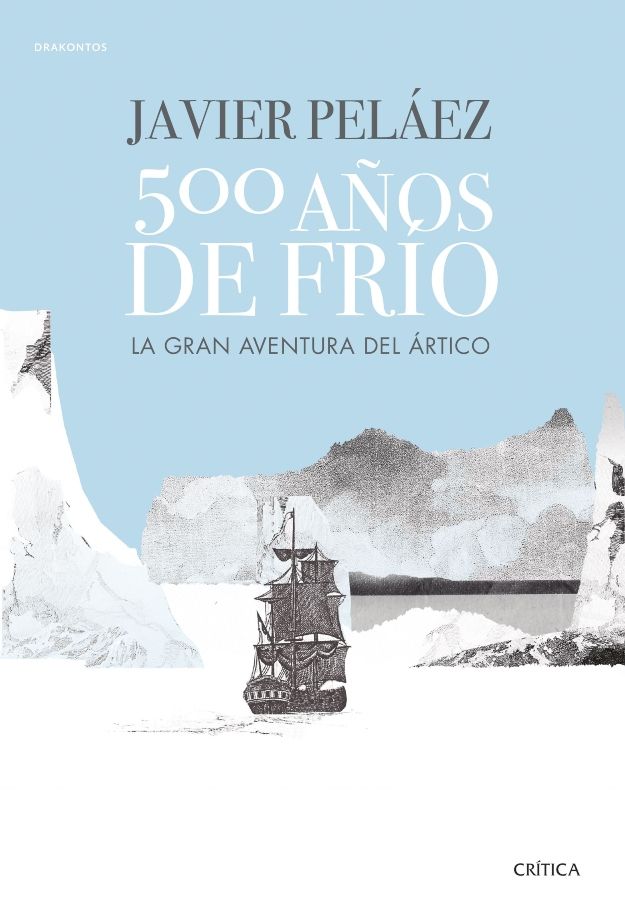 DRAKONTOS
JAVIER PELÁEZ
500 AÑOS
DE FRÍO
LA GRAN AVENTURA DEL ÁRTICO
CRÍTICA